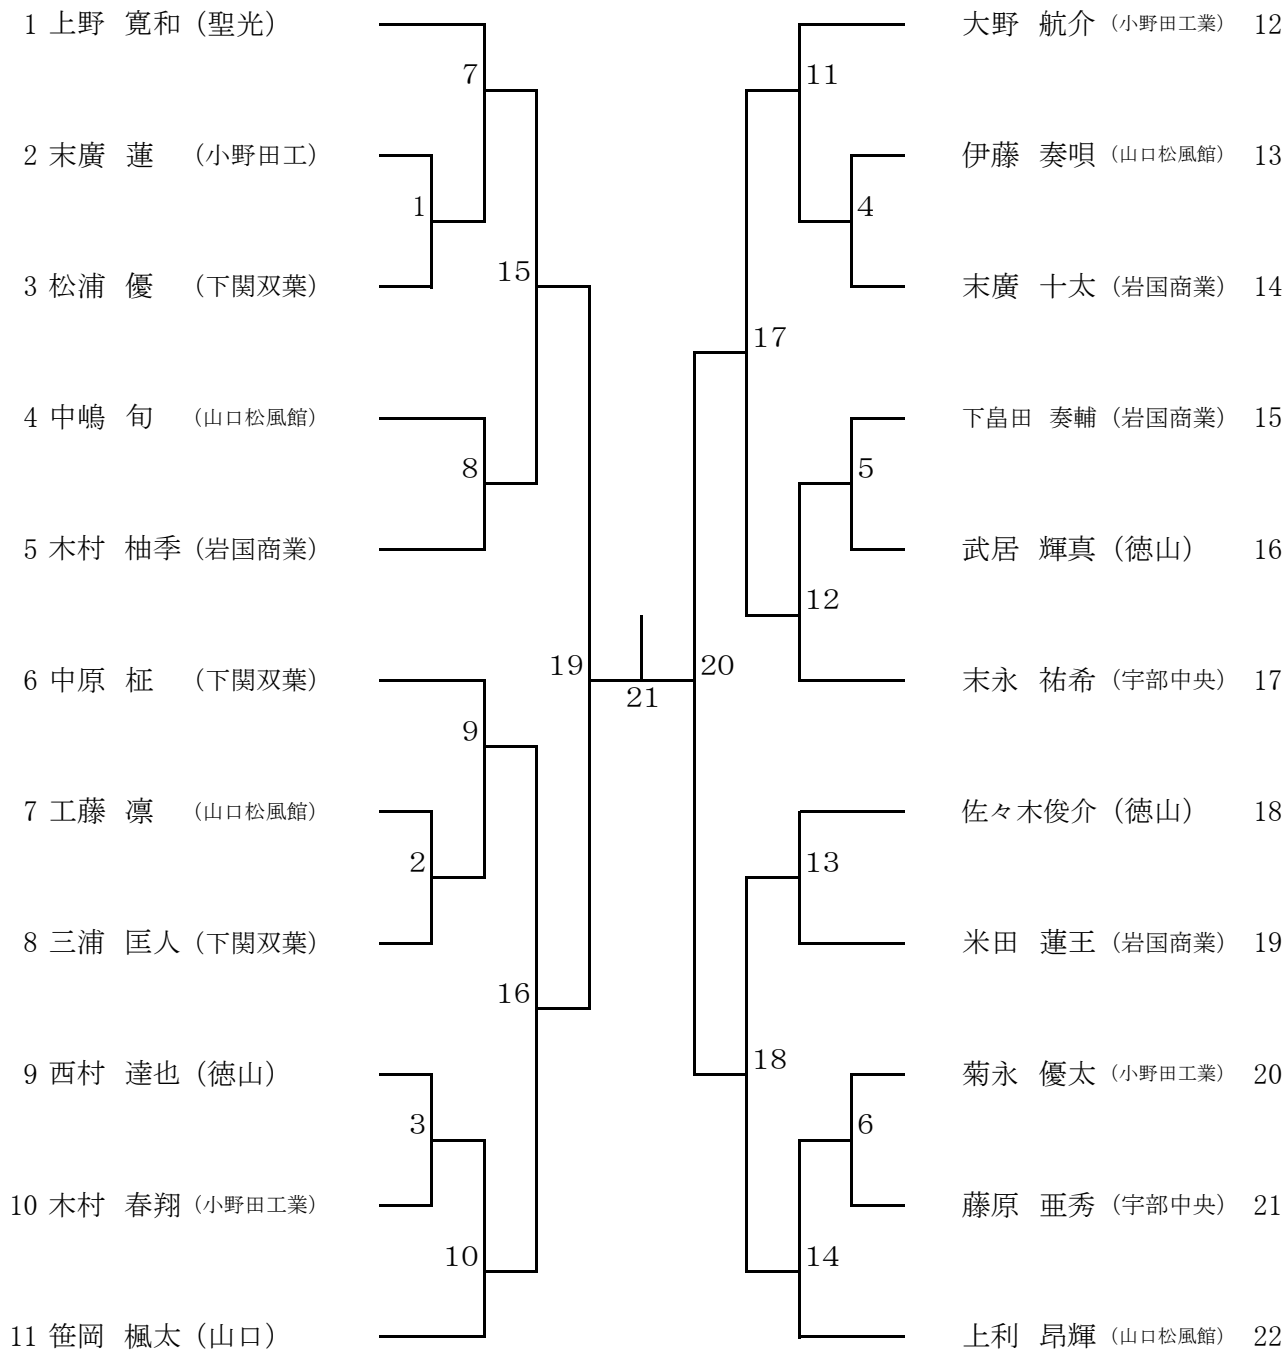 1 上野 寛和 (聖光)
2 末廣 蓮 (小野田工)
3 松浦 優 (下関双葉)
4 中嶋 旬 (山口松風館)
5 木村 柚季 (岩国商業)
6 中原 柾 (下関双葉)
7 工藤 凛 (山口松風館)
8 三浦 匡人 (下関双葉)
9 西村 達也 (徳山)
10 木村 春翔 (小野田工業)
11 笹岡 楓太 (山口)
7
1
15
8
9
2
16
3
10
19
21
20
11
4
17
5
12
13
18
6
14
大野 航介 (小野田工業) 12
伊藤 奏唄 (山口松風館) 13
末廣 十太 (岩国商業) 14
下畠田 奏輔 (岩国商業) 15
武居 輝真 (徳山) 16
末永 祐希 (宇部中央) 17
佐々木俊介 (徳山) 18
米田 蓮王 (岩国商業) 19
菊永 優太 (小野田工業) 20
藤原 亜秀 (宇部中央) 21
上利 昂輝 (山口松風館) 22